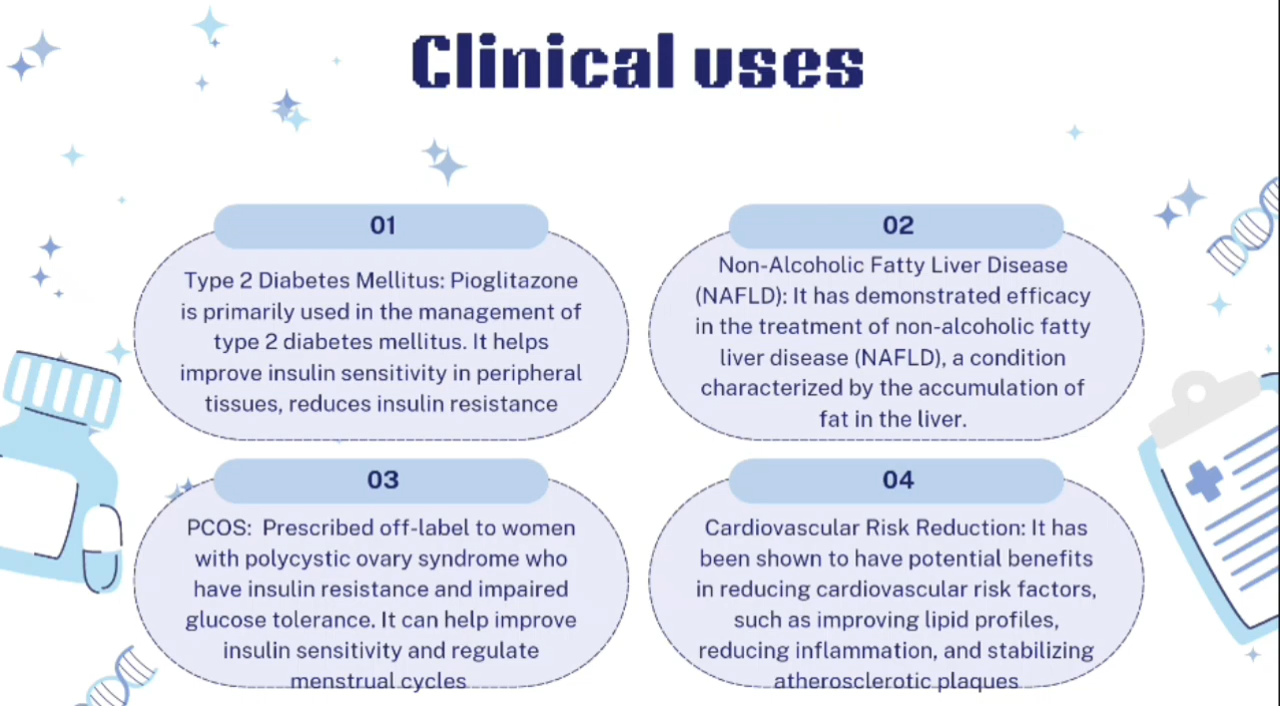 Clinical uses
01
Type 2 Diabetes Mellitus: Pioglitazone
is primarily used in the management of
type 2 diabetes mellitus. It helps
improve insulin sensitivity in peripheral
tissues, reduces insulin resistance
02
Non-Alcoholic Fatty Liver Disease
(NAFLD): It has demonstrated efficacy
in the treatment of non-alcoholic fatty
liver disease (NAFLD), a condition
characterized by the accumulation of
fat in the liver.
03
PCOS: Prescribed off-label to women
with polycystic ovary syndrome who
have insulin resistance and impaired
glucose tolerance. It can help improve
insulin sensitivity and regulate
menstrual cycles
04
Cardiovascular Risk Reduction: It has
been shown to have potential benefits
in reducing cardiovascular risk factors,
such as improving lipid profiles,
reducing inflammation, and stabilizing
atherosclerotic plaques